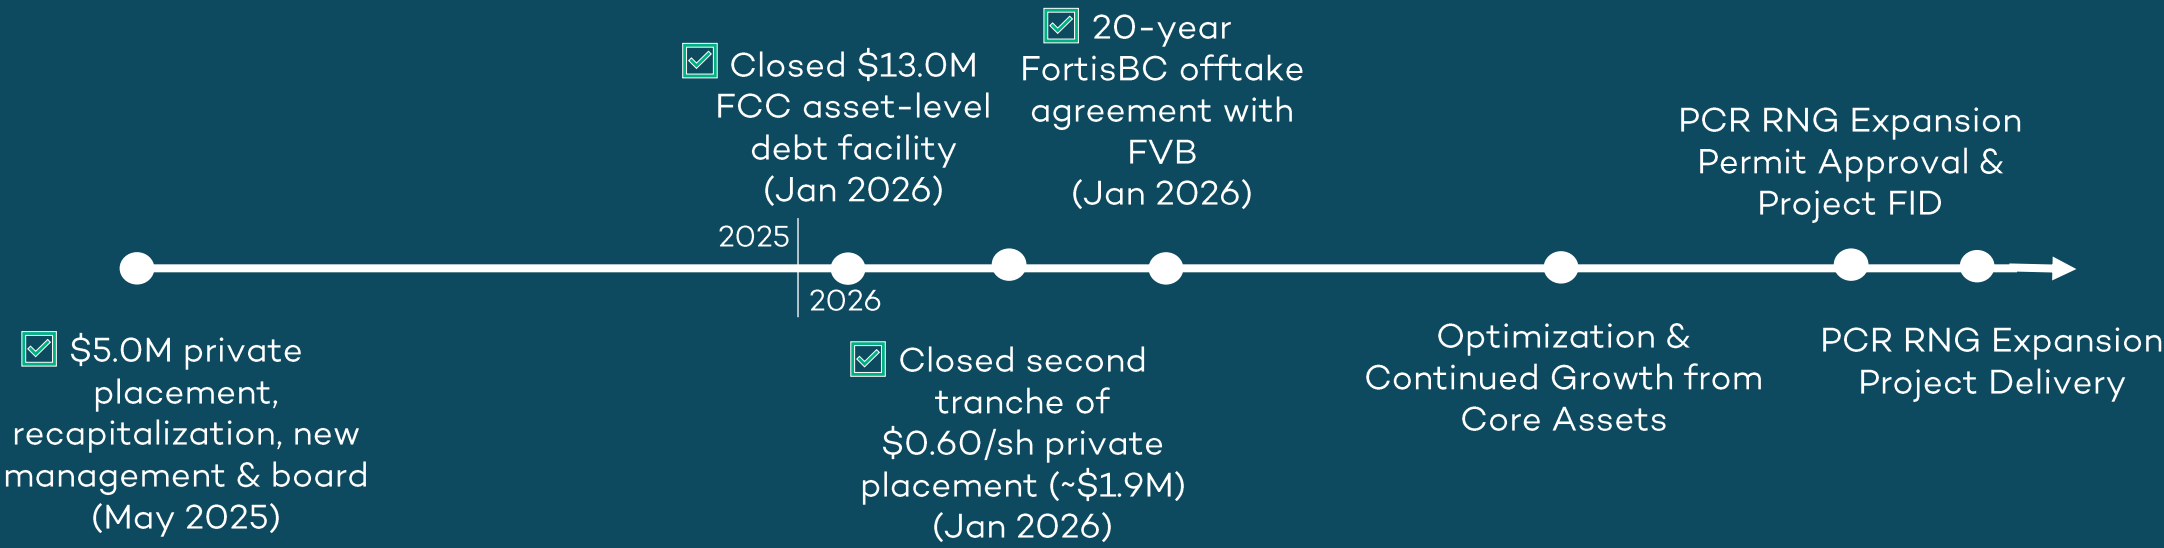 $5.0M private
placement,
recapitalization, new
management & board
(May 2025)
2025
2026
Closed $13.0M
FCC asset-level
debt facility
(Jan 2026)
Closed second
tranche of
$0.60/sh private
placement (~$1.9M)
(Jan 2026)
20-year
FortisBC offtake
agreement with
FVB
(Jan 2026)
Optimization &
Continued Growth from
Core Assets
PCR RNG Expansion
Permit Approval &
Project FID
PCR RNG Expansion
Project Delivery